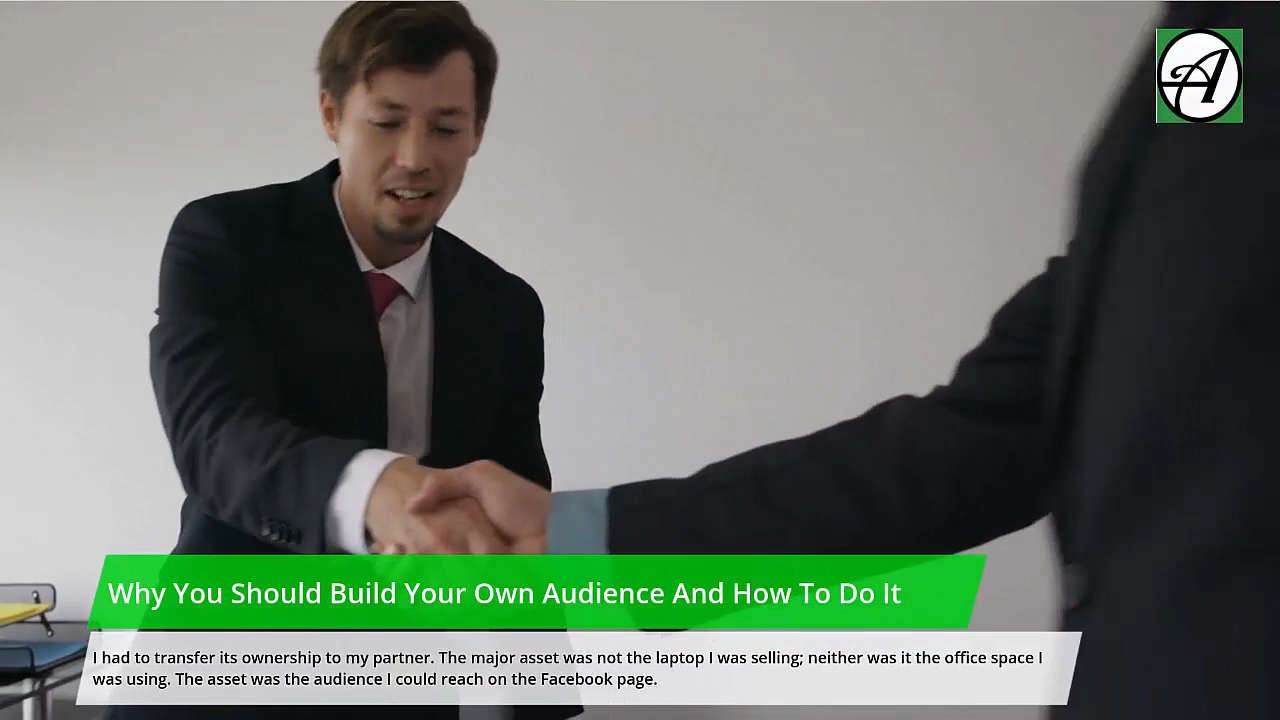 A
Why You Should Build Your Own Audience And How To Do It
I had to transfer its ownership to my partner. The major asset was not the laptop I was selling; neither was it the office space I
was using. The asset was the audience I could reach on the Facebook page.